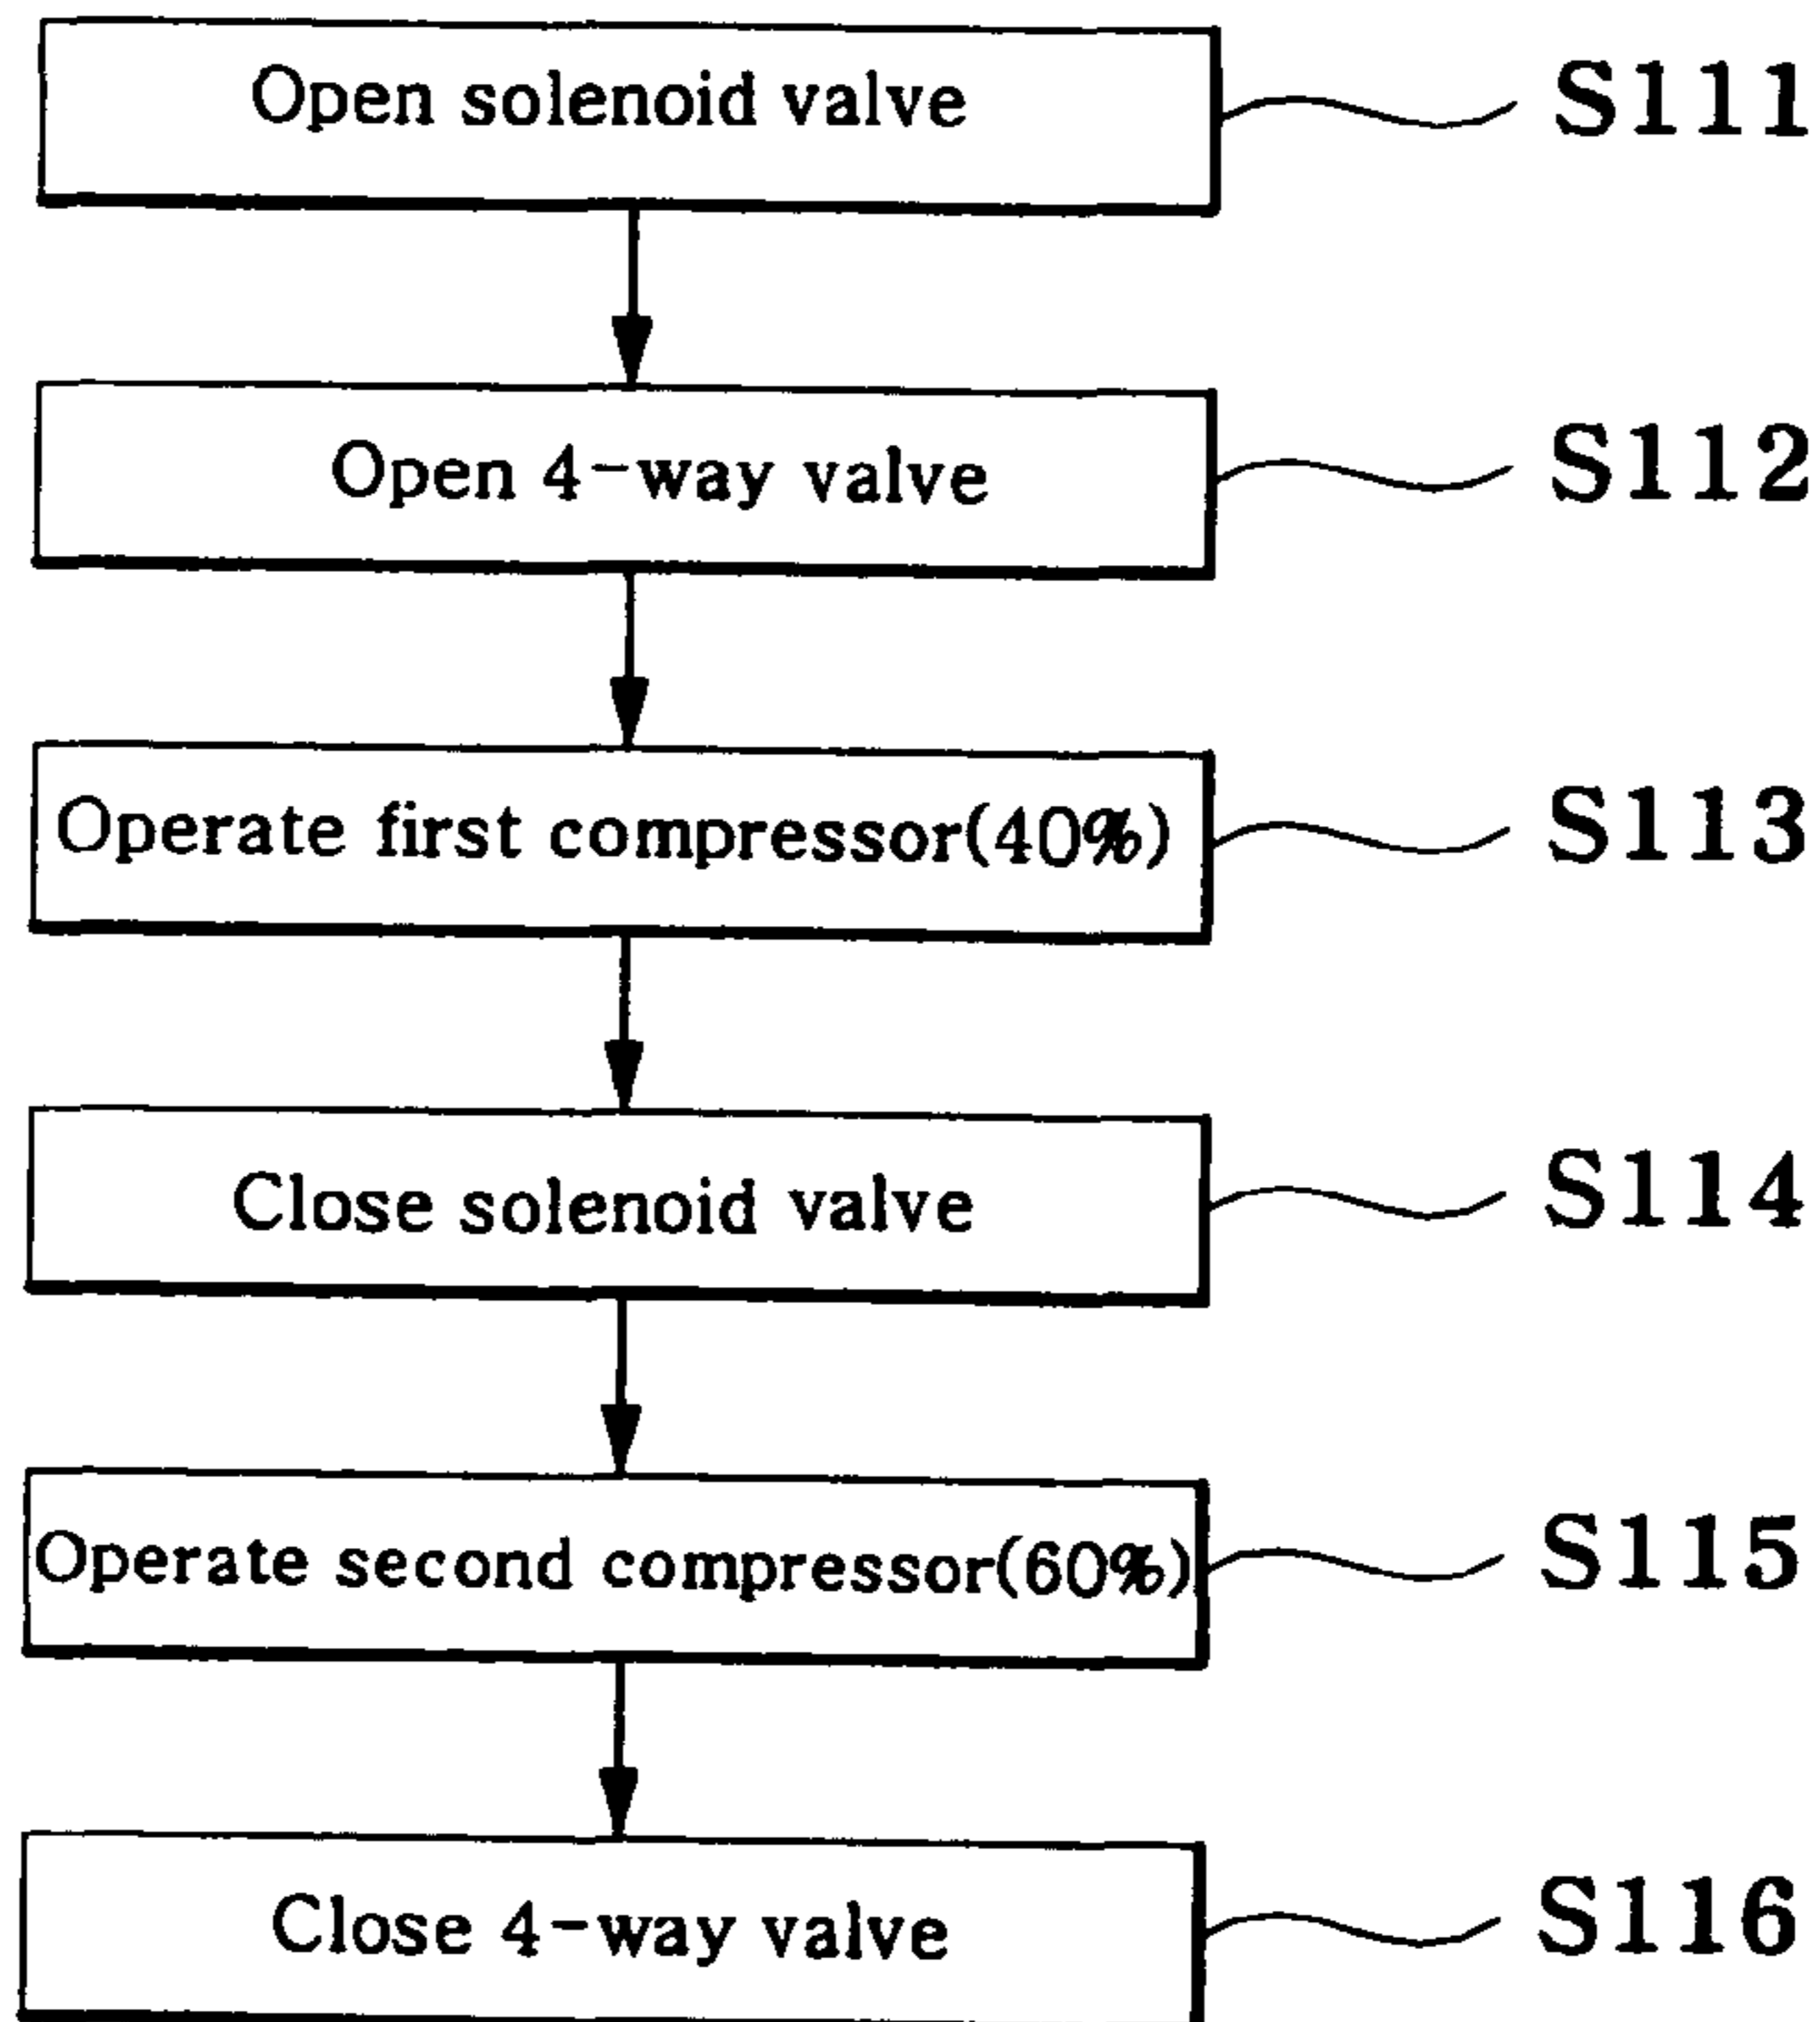 Open solenoid valve S111
Open 4-way valve S112
Operate first compressor(40%) S113
Close solenoid valve S114
Operate second compressor(60%) S115
Close 4-way valve S116